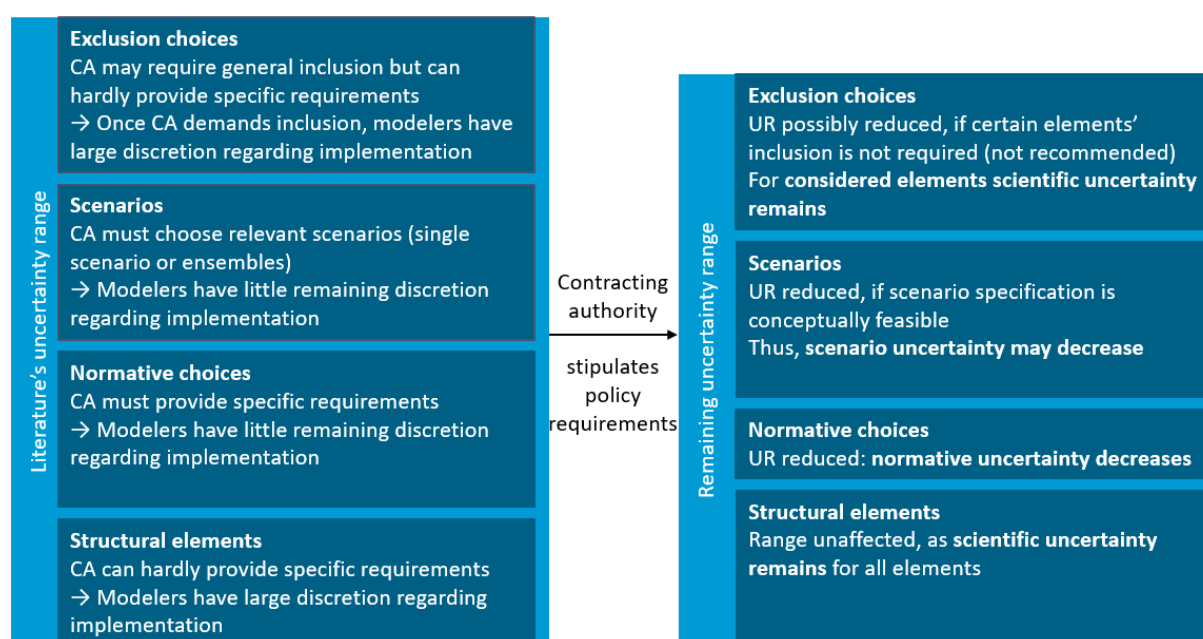 Literature's uncertainty range
Exclusion choices
CA may require general inclusion but can
hardly provide specific requirements
→ Once CA demands inclusion, modelers have
large discretion regarding implementation
Scenarios
CA must choose relevant scenarios (single
scenario or ensembles)
→ Modelers have little remaining discretion
regarding implementation
Normative choices
CA must provide specific requirements
→ Modelers have little remaining discretion
regarding implementation
Structural elements
CA can hardly provide specific requirements
→ Modelers have large discretion regarding
implementation
Contracting
authority
stipulates
policy
requirements
Remaining uncertainty range
Exclusion choices
UR possibly reduced, if certain elements'
inclusion is not required (not recommended)
For considered elements scientific uncertainty
remains
Scenarios
UR reduced, if scenario specification is
conceptually feasible
Thus, scenario uncertainty may decrease
Normative choices
UR reduced: normative uncertainty decreases
Structural elements
Range unaffected, as scientific uncertainty
remains for all elements